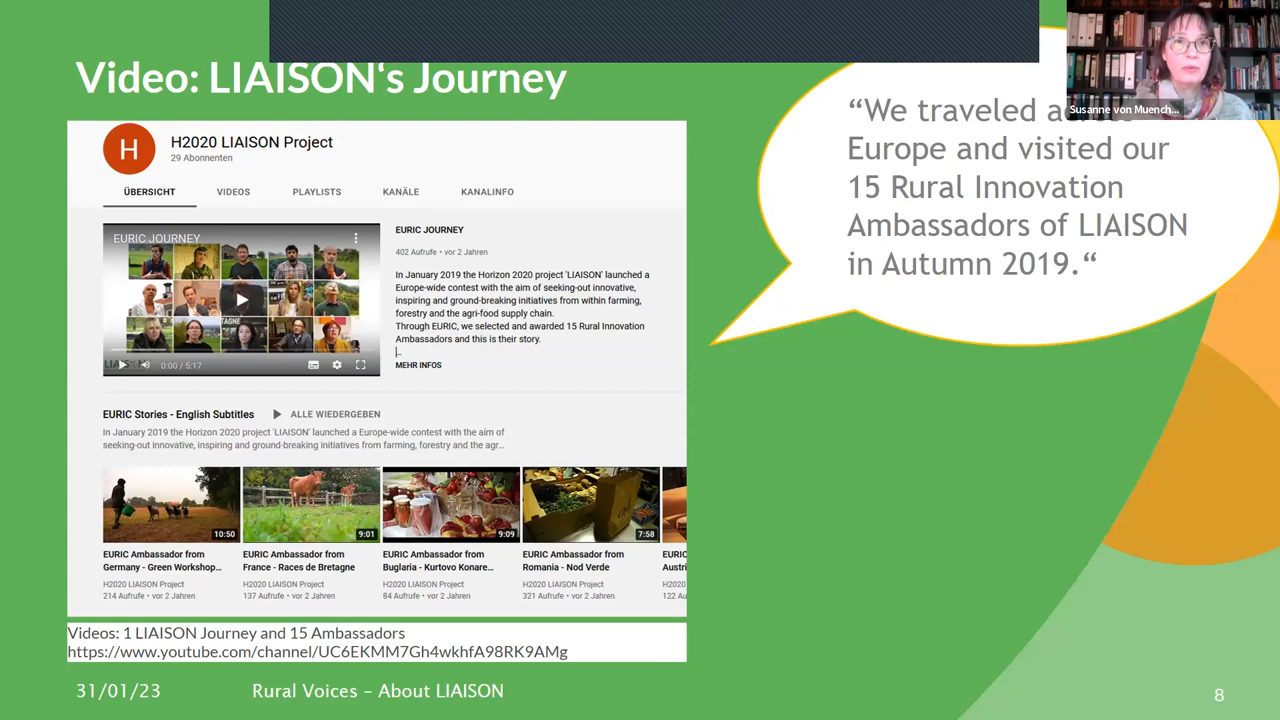 Video: LIAISON‘s Journey
Susanne von Muench...
“We traveled
Europe and visited our
15 Rural Innovation
Ambassadors of LIAISON
in Autumn 2019.“
H
H2020 LIAISON Project
29 Abonnenten
ÜBERSICHT VIDEOS PLAYLISTS KANÄLE KANALINFO
EURIC JOURNEY
0:00 / 5:17
EURIC JOURNEY
402 Aufrufe • vor 2 Jahren
In January 2019 the Horizon 2020 project 'LIAISON' launched a
Europe-wide contest with the aim of seeking-out innovative,
inspiring and ground-breaking initiatives from within farming,
forestry and the agri-food supply chain.
Through EURIC, we selected and awarded 15 Rural Innovation
Ambassadors and this is their story.
MEHR INFOS
EURIC Stories - English Subtitles ALLE WIEDERGEBEN
In January 2019 the Horizon 2020 project 'LIAISON' launched a Europe-wide contest with the aim of
seeking-out innovative, inspiring and ground-breaking initiatives from within farming, forestry and the agr...
10:50 9:01 9:09 7:58
EURIC Ambassador from
Germany - Green Workshop...
H2020 LIAISON Project
214 Aufrufe • vor 2 Jahren
EURIC Ambassador from
France - Races de Bretagne
H2020 LIAISON Project
137 Aufrufe • vor 2 Jahren
EURIC Ambassador from
Buglaria - Kurtovo Konare...
H2020 LIAISON Project
84 Aufrufe • vor 2 Jahren
EURIC Ambassador from
Romania - Nod Verde
H2020 LIAISON Project
321 Aufrufe • vor 2 Jahren
EURIC
Austri
H2020
122 Au
Videos: 1 LIAISON Journey and 15 Ambassadors
https://www.youtube.com/channel/UC6EKMM7Gh4wkhfA98RK9AMg
31/01/23 Rural Voices – About LIAISON 8